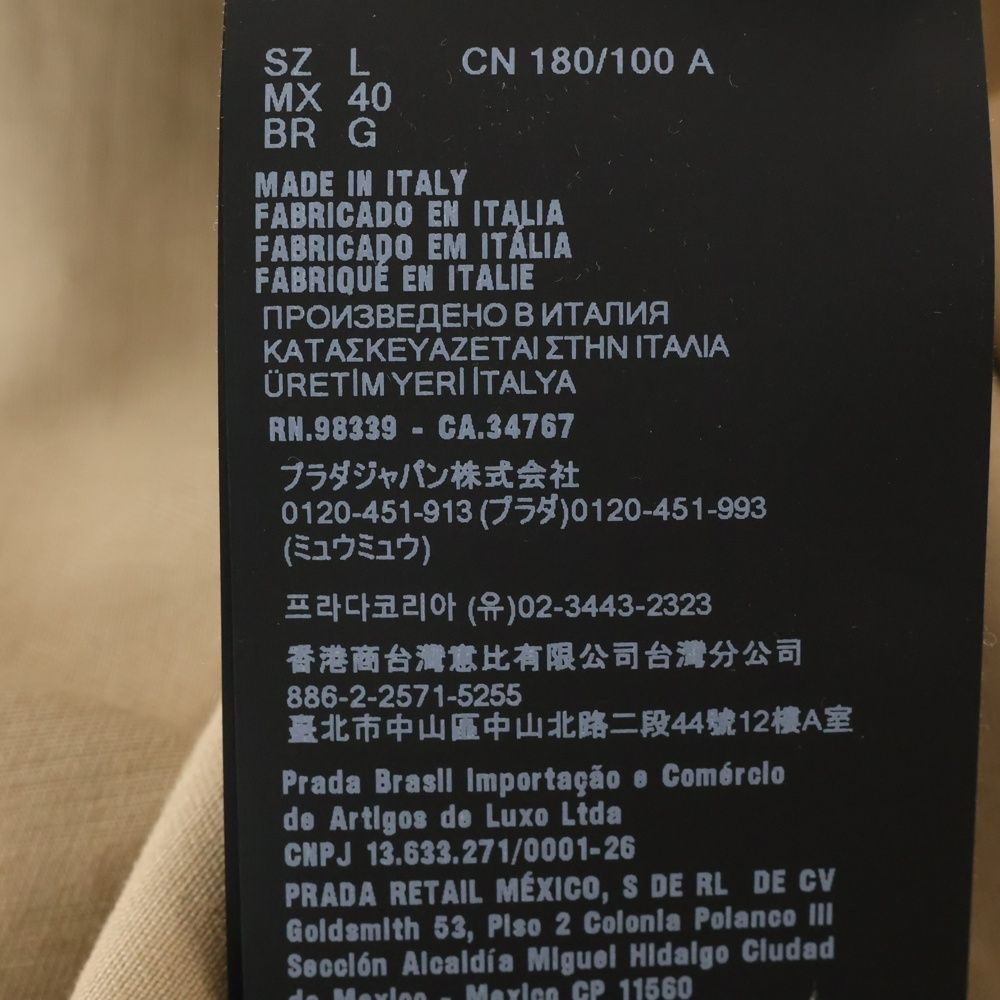 SZ L CN 180/100 A
MX 40
BR G
MADE IN ITALY
FABRICADO EN ITALIA
FABRICADO EM ITÁLIA
FABRIQUÉ EN ITALIE
ПРОИЗВЕДЕНО В ИТАЛИЯ
ΚΑΤΑΣΚΕΥΑΖΕΤΑΙ ΣΤΗΝ ΙΤΑΛΙΑ
ÜRETİM YERİ İTALYA
RN.98339 - CA.34767
プラダジャパン株式会社
0120-451-913 (プラダ)0120-451-993
(ミュウミュウ)
프라다코리아 (유)02-3443-2323
香港商台灣意比有限公司台灣分公司
886-2-2571-5255
臺北市中山區中山北路二段44號12樓A室
Prada Brasil Importação e Comércio
de Artigos de Luxo Ltda
CNPJ 13.633.271/0001-26
PRADA RETAIL MÉXICO, S DE RL DE CV
Goldsmith 53, Piso 2 Colonia Polanco III
Sección Alcaldía Miguel Hidalgo Ciudad
de Mexico - Mexico CP 11560